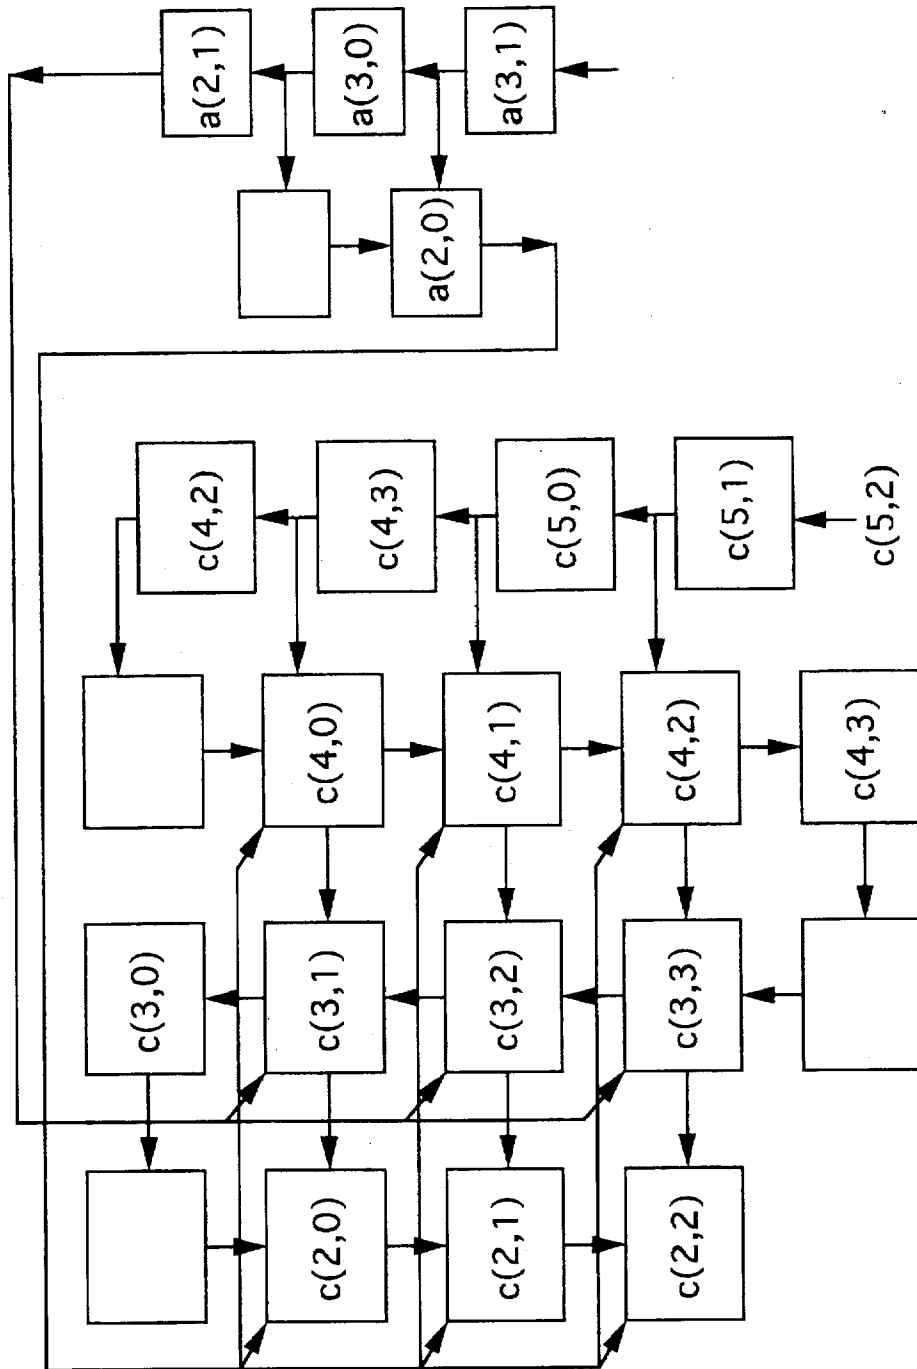 c(3,0)
c(4,2)
a(2,1)
c(2,0)
c(3,1)
c(4,0)
a(3,0)
c(4,3)
a(2,0)
c(2,1)
c(3,2)
c(4,1)
a(3,1)
c(5,0)
c(2,2)
c(3,3)
c(4,2)
c(5,1)
c(4,3)
c(5,2)